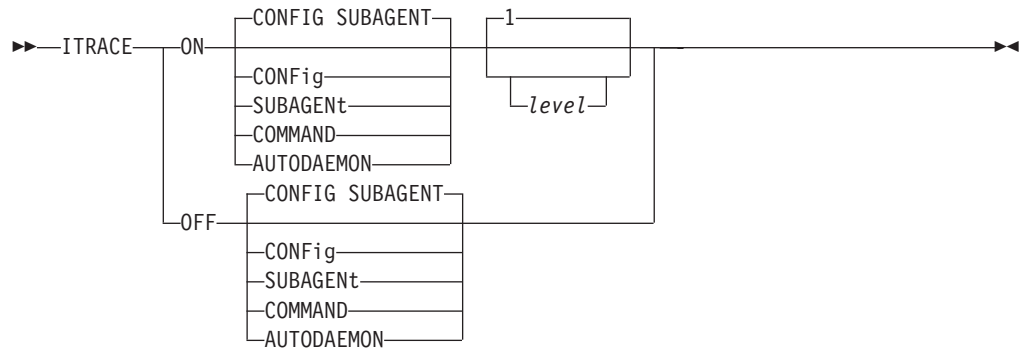 CONFIG SUBAGENT 1
ITRACE ON
CONFig
level
SUBAGENt
COMMAND
AUTODAEMON
CONFIG SUBAGENT
OFF
CONFig
SUBAGENt
COMMAND
AUTODAEMON